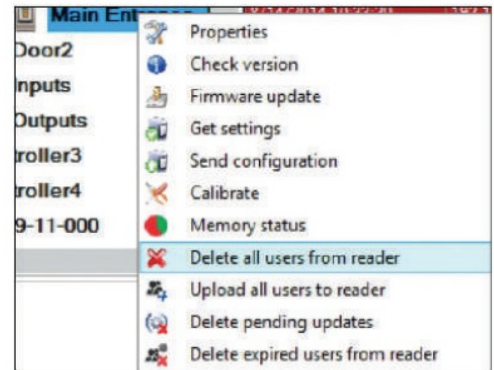 Main
Door2
nputs
Outputs
troller3
troller4
9-11-000
Properties
Check version
Firmware update
Get settings
Send configuration
Calibrate
Memory status
Delete all users from reader
Upload all users to reader
Delete pending updates
Delete expired users from reader